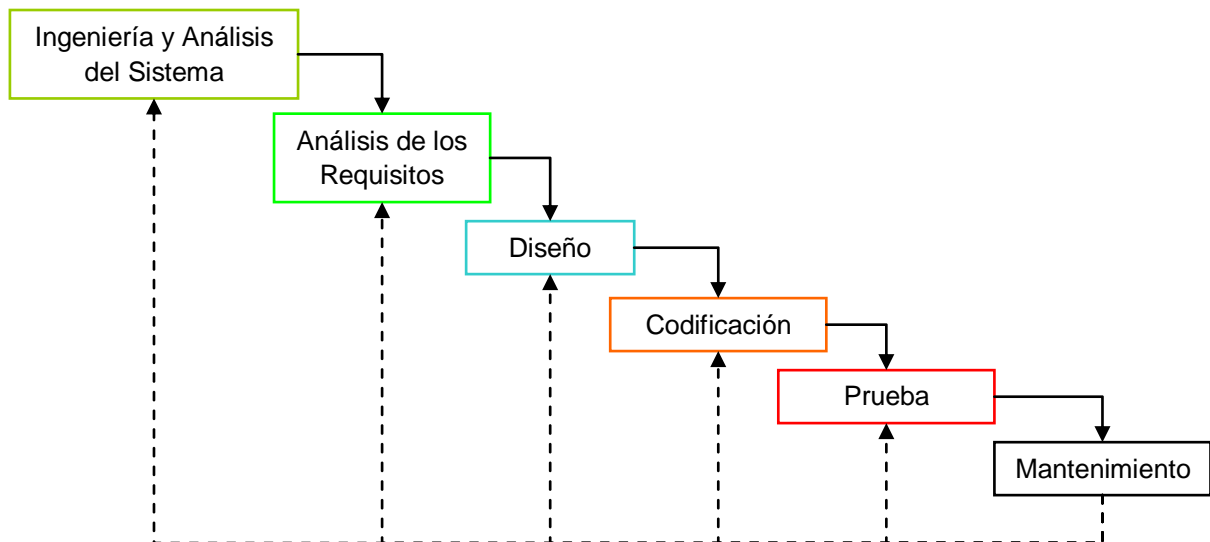 Ingeniería y Análisis
del Sistema
Análisis de los
Requisitos
Diseño
Codificación
Prueba
Mantenimiento